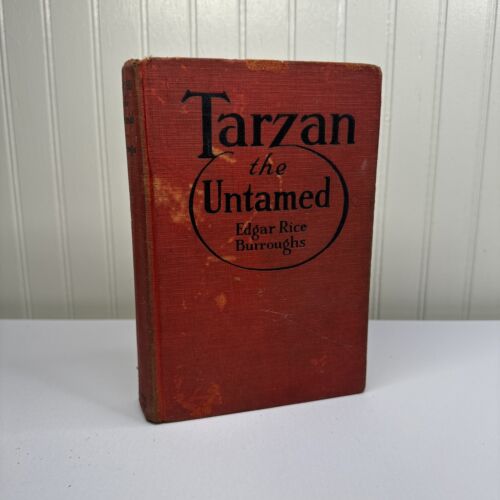 Tarzan
the
Untamed
Edgar Rice
Burroughs